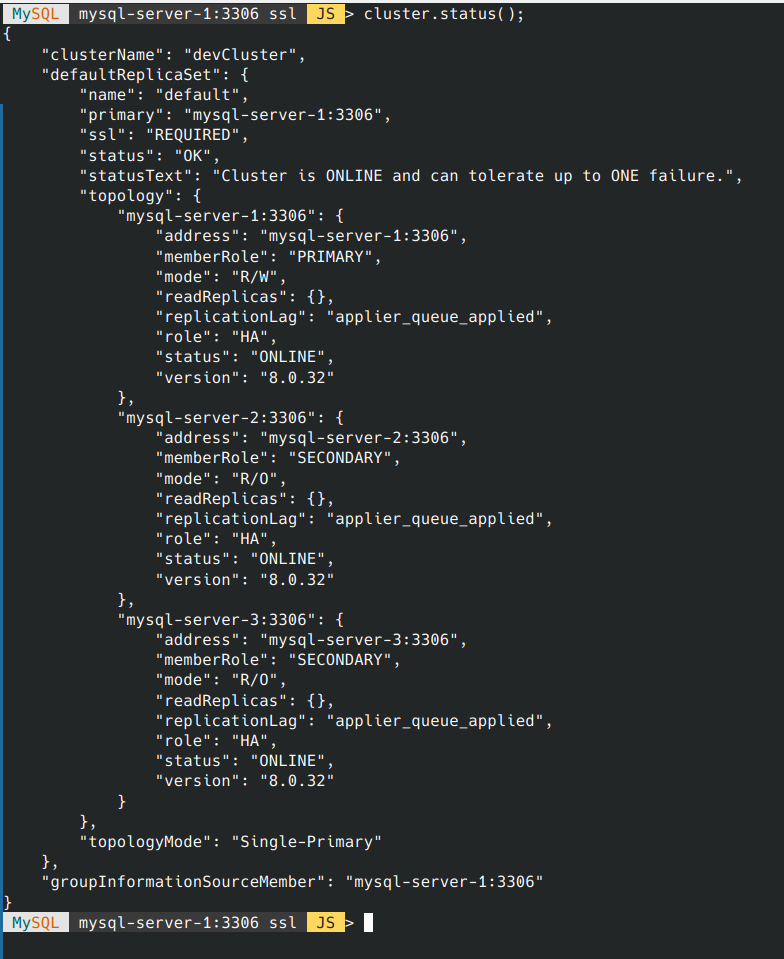 MySQL mysql-server-1:3306 ssl JS > cluster.status();
{
    "clusterName": "devCluster",
    "defaultReplicaSet": {
        "name": "default",
        "primary": "mysql-server-1:3306",
        "ssl": "REQUIRED",
        "status": "OK",
        "statusText": "Cluster is ONLINE and can tolerate up to ONE failure.",
        "topology": {
            "mysql-server-1:3306": {
                "address": "mysql-server-1:3306",
                "memberRole": "PRIMARY",
                "mode": "R/W",
                "readReplicas": {},
                "replicationLag": "applier_queue_applied",
                "role": "HA",
                "status": "ONLINE",
                "version": "8.0.32"
            },
            "mysql-server-2:3306": {
                "address": "mysql-server-2:3306",
                "memberRole": "SECONDARY",
                "mode": "R/O",
                "readReplicas": {},
                "replicationLag": "applier_queue_applied",
                "role": "HA",
                "status": "ONLINE",
                "version": "8.0.32"
            },
            "mysql-server-3:3306": {
                "address": "mysql-server-3:3306",
                "memberRole": "SECONDARY",
                "mode": "R/O",
                "readReplicas": {},
                "replicationLag": "applier_queue_applied",
                "role": "HA",
                "status": "ONLINE",
                "version": "8.0.32"
            }
        },
        "topologyMode": "Single-Primary"
    },
    "groupInformationSourceMember": "mysql-server-1:3306"
}
MySQL mysql-server-1:3306 ssl JS >